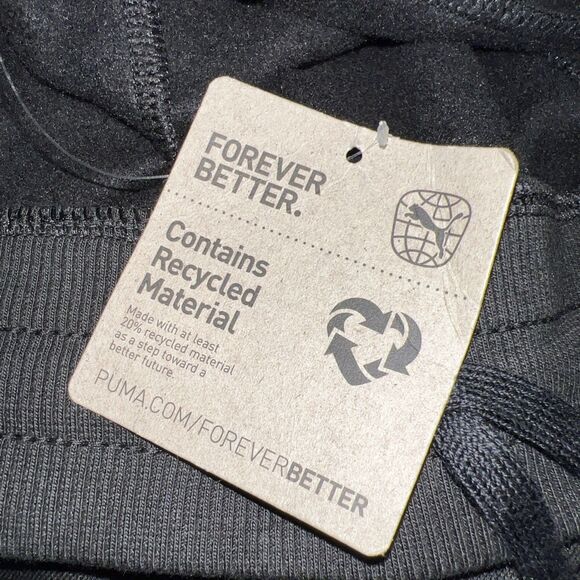 FOREVER
BETTER.
Contains
Recycled
Material
Made with at least
20% recycled material
as a step toward a
better future.
PUMA.COM/FOREVERBETTER